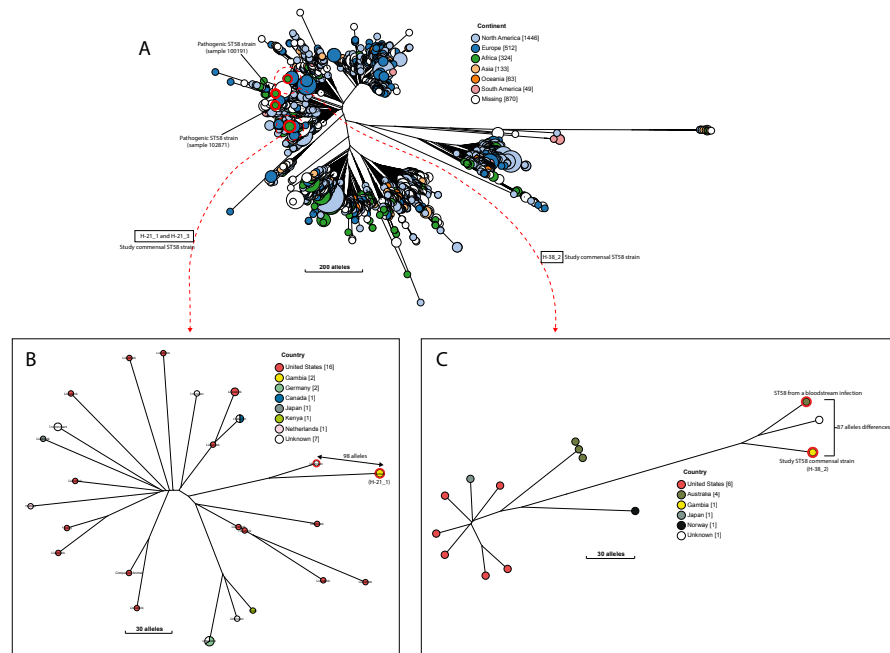 A
Continent
North America [1446]
Europe [512]
Africa [324]
Asia [133]
Oceania [63]
South America [49]
Missing [870]
Pathogenic ST58 strain
(sample 100191)
Pathogenic ST58 strain
(sample 102871)
H-21_1 and H-21_3
Study commensal ST58 strain
200 alleles
H-38_2
Study commensal ST58 strain
B
Country
United States [16]
Gambia [2]
Germany [2]
Canada [1]
Japan [1]
Kenya [1]
Netherlands [1]
Unknown [7]
98 alleles
(H-21_1)
30 alleles
C
ST58 from a bloodstream infection
87 alleles differences
Study ST58 commensal strain
(H-38_2)
Country
United States [6]
Australia [4]
Gambia [1]
Japan [1]
Norway [1]
Unknown [1]
30 alleles